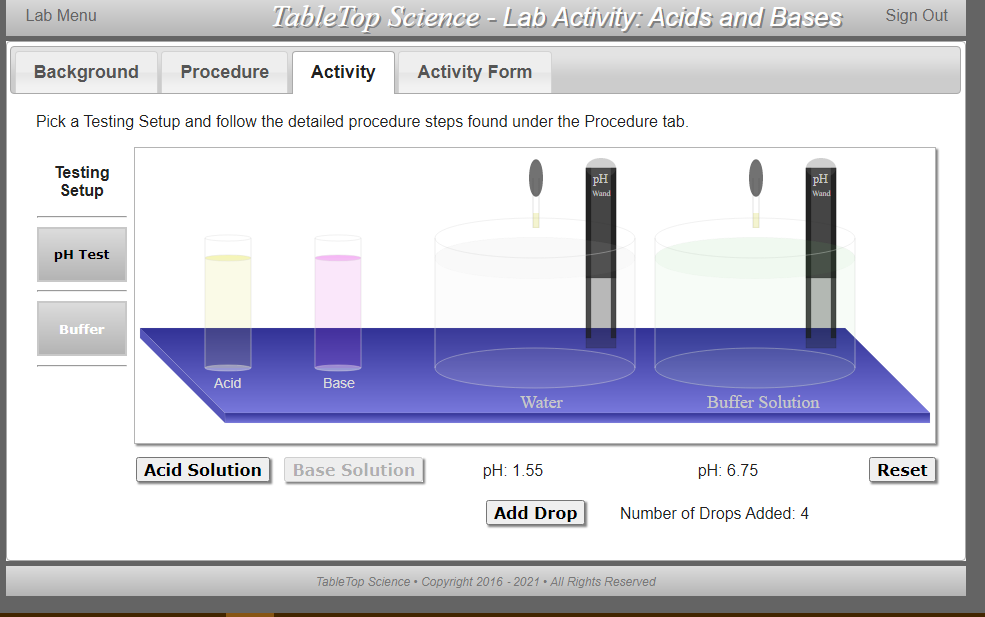 Lab Menu
TableTop Science - Lab Activity: Acids and Bases
Sign Out
Background
Procedure
Activity
Activity Form
Pick a Testing Setup and follow the detailed procedure steps found under the Procedure tab.
Testing
Setup
pH Test
Buffer
pH
Wand
pH
Wand
Acid
Base
Water
Buffer Solution
Acid Solution
Base Solution
pH: 1.55
pH: 6.75
Reset
Add Drop
Number of Drops Added: 4
TableTop Science • Copyright 2016 - 2021 • All Rights Reserved